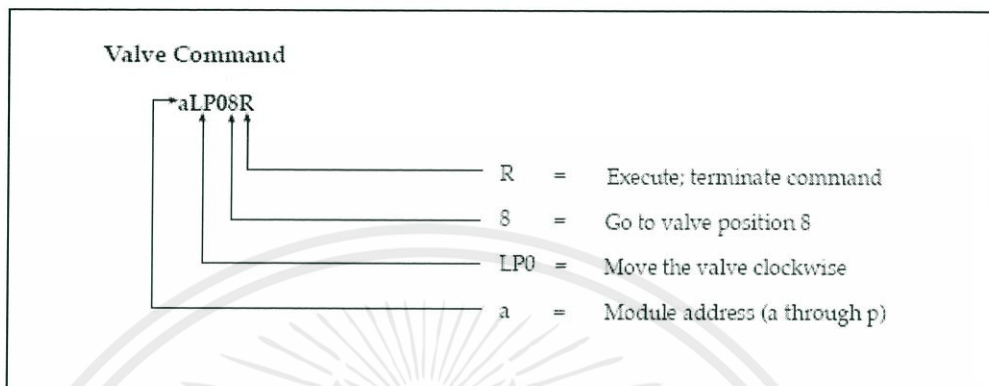 Valve Command
aLP08R
R = Execute; terminate command
8 = Go to valve position 8
LP0 = Move the valve clockwise
a = Module address (a through p)